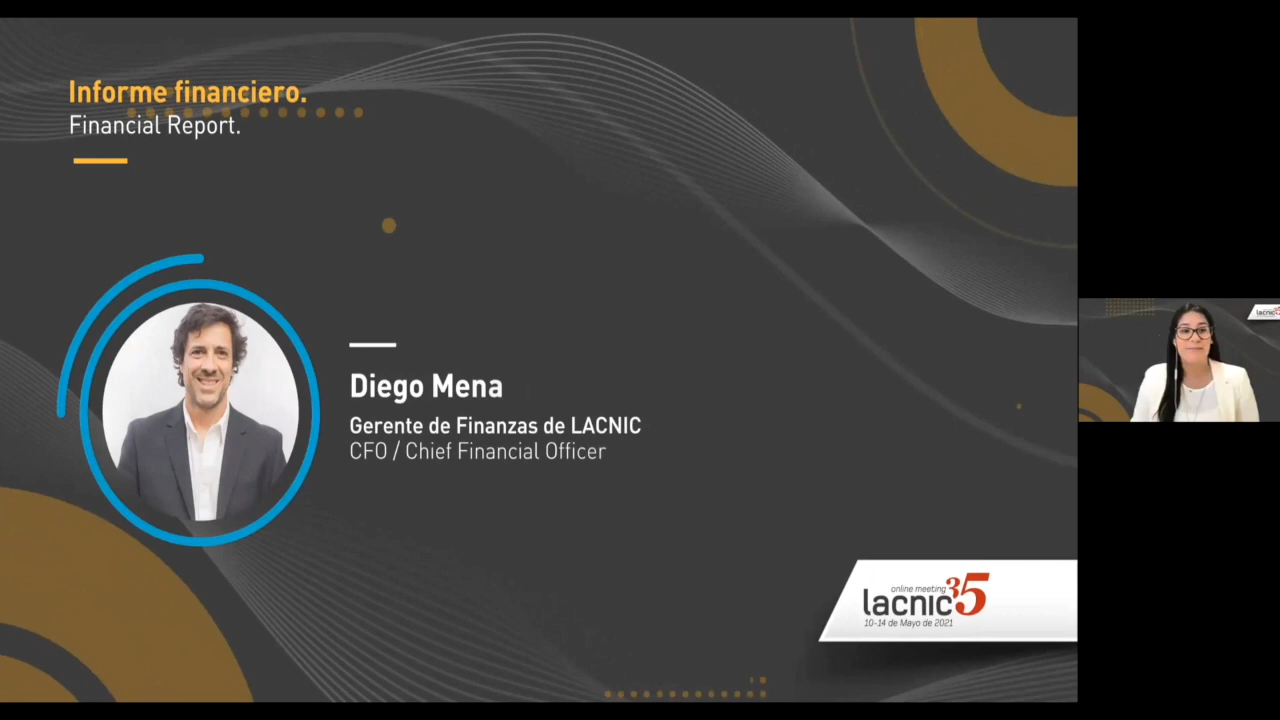 Informe financiero.
Financial Report.
Diego Mena
Gerente de Finanzas de LACNIC
CFO / Chief Financial Officer
online meeting
lacnic35
10-14 de Mayo de 2021
lacnic